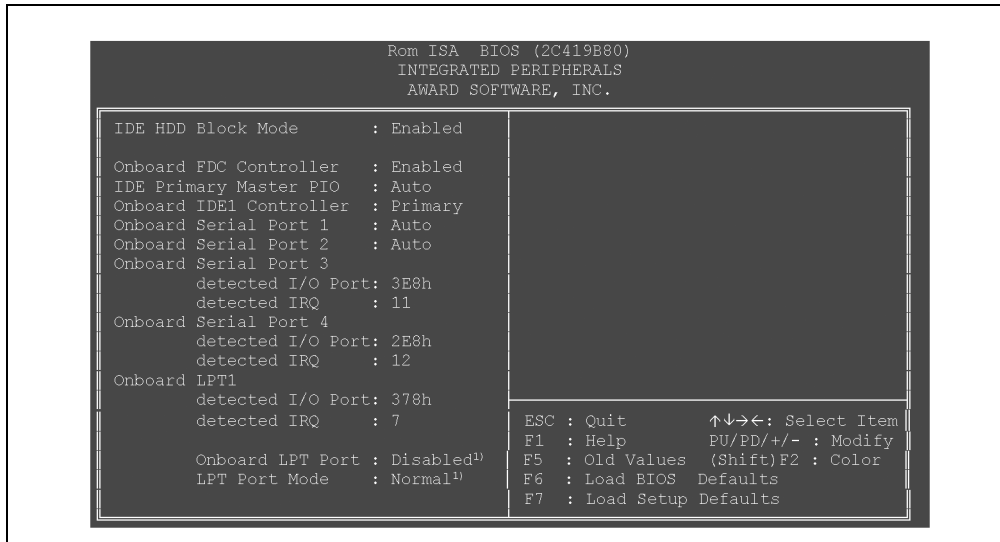 Rom ISA BIOS (2C419B80)
INTEGRATED PERIPHERALS
AWARD SOFTWARE, INC.
IDE HDD Block Mode : Enabled
Onboard FDC Controller : Enabled
IDE Primary Master PIO : Auto
Onboard IDE1 Controller : Primary
Onboard Serial Port 1 : Auto
Onboard Serial Port 2 : Auto
Onboard Serial Port 3
detected I/O Port: 3E8h
detected IRQ : 11
Onboard Serial Port 4
detected I/O Port: 2E8h
detected IRQ : 12
Onboard LPT1
detected I/O Port: 378h
detected IRQ : 7
Onboard LPT Port : Disabled1)
LPT Port Mode : Normal1)
ESC : Quit ↑↓→←: Select Item
F1 : Help PU/PD/+/- : Modify
F5 : Old Values (Shift)F2 : Color
F6 : Load BIOS Defaults
F7 : Load Setup Defaults